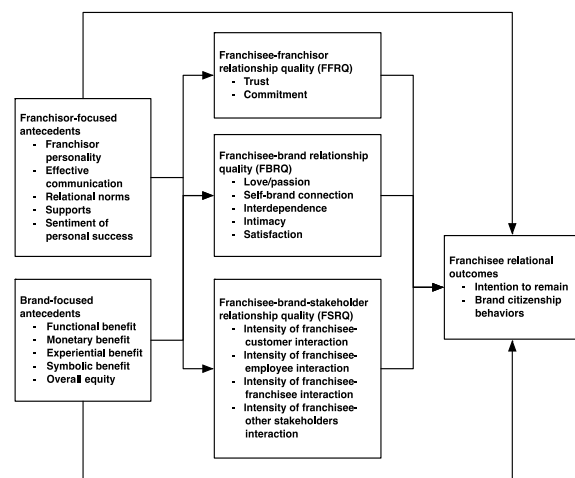 Franchisee-franchisor
relationship quality (FFRQ)
- Trust
- Commitment
Franchisor-focused
antecedents
- Franchisor
personality
- Effective
communication
- Relational norms
- Supports
- Sentiment of
personal success
Franchisee-brand relationship
quality (FBRQ)
- Love/passion
- Self-brand connection
- Interdependence
- Intimacy
- Satisfaction
Franchisee relational
outcomes
- Intention to remain
- Brand citizenship
behaviors
Brand-focused
antecedents
- Functional benefit
- Monetary benefit
- Experiential benefit
- Symbolic benefit
- Overall equity
Franchisee-brand-stakeholder
relationship quality (FSRQ)
- Intensity of franchisee-
customer interaction
- Intensity of franchisee-
employee interaction
- Intensity of franchisee-
franchisee interaction
- Intensity of franchisee-
other stakeholders
interaction